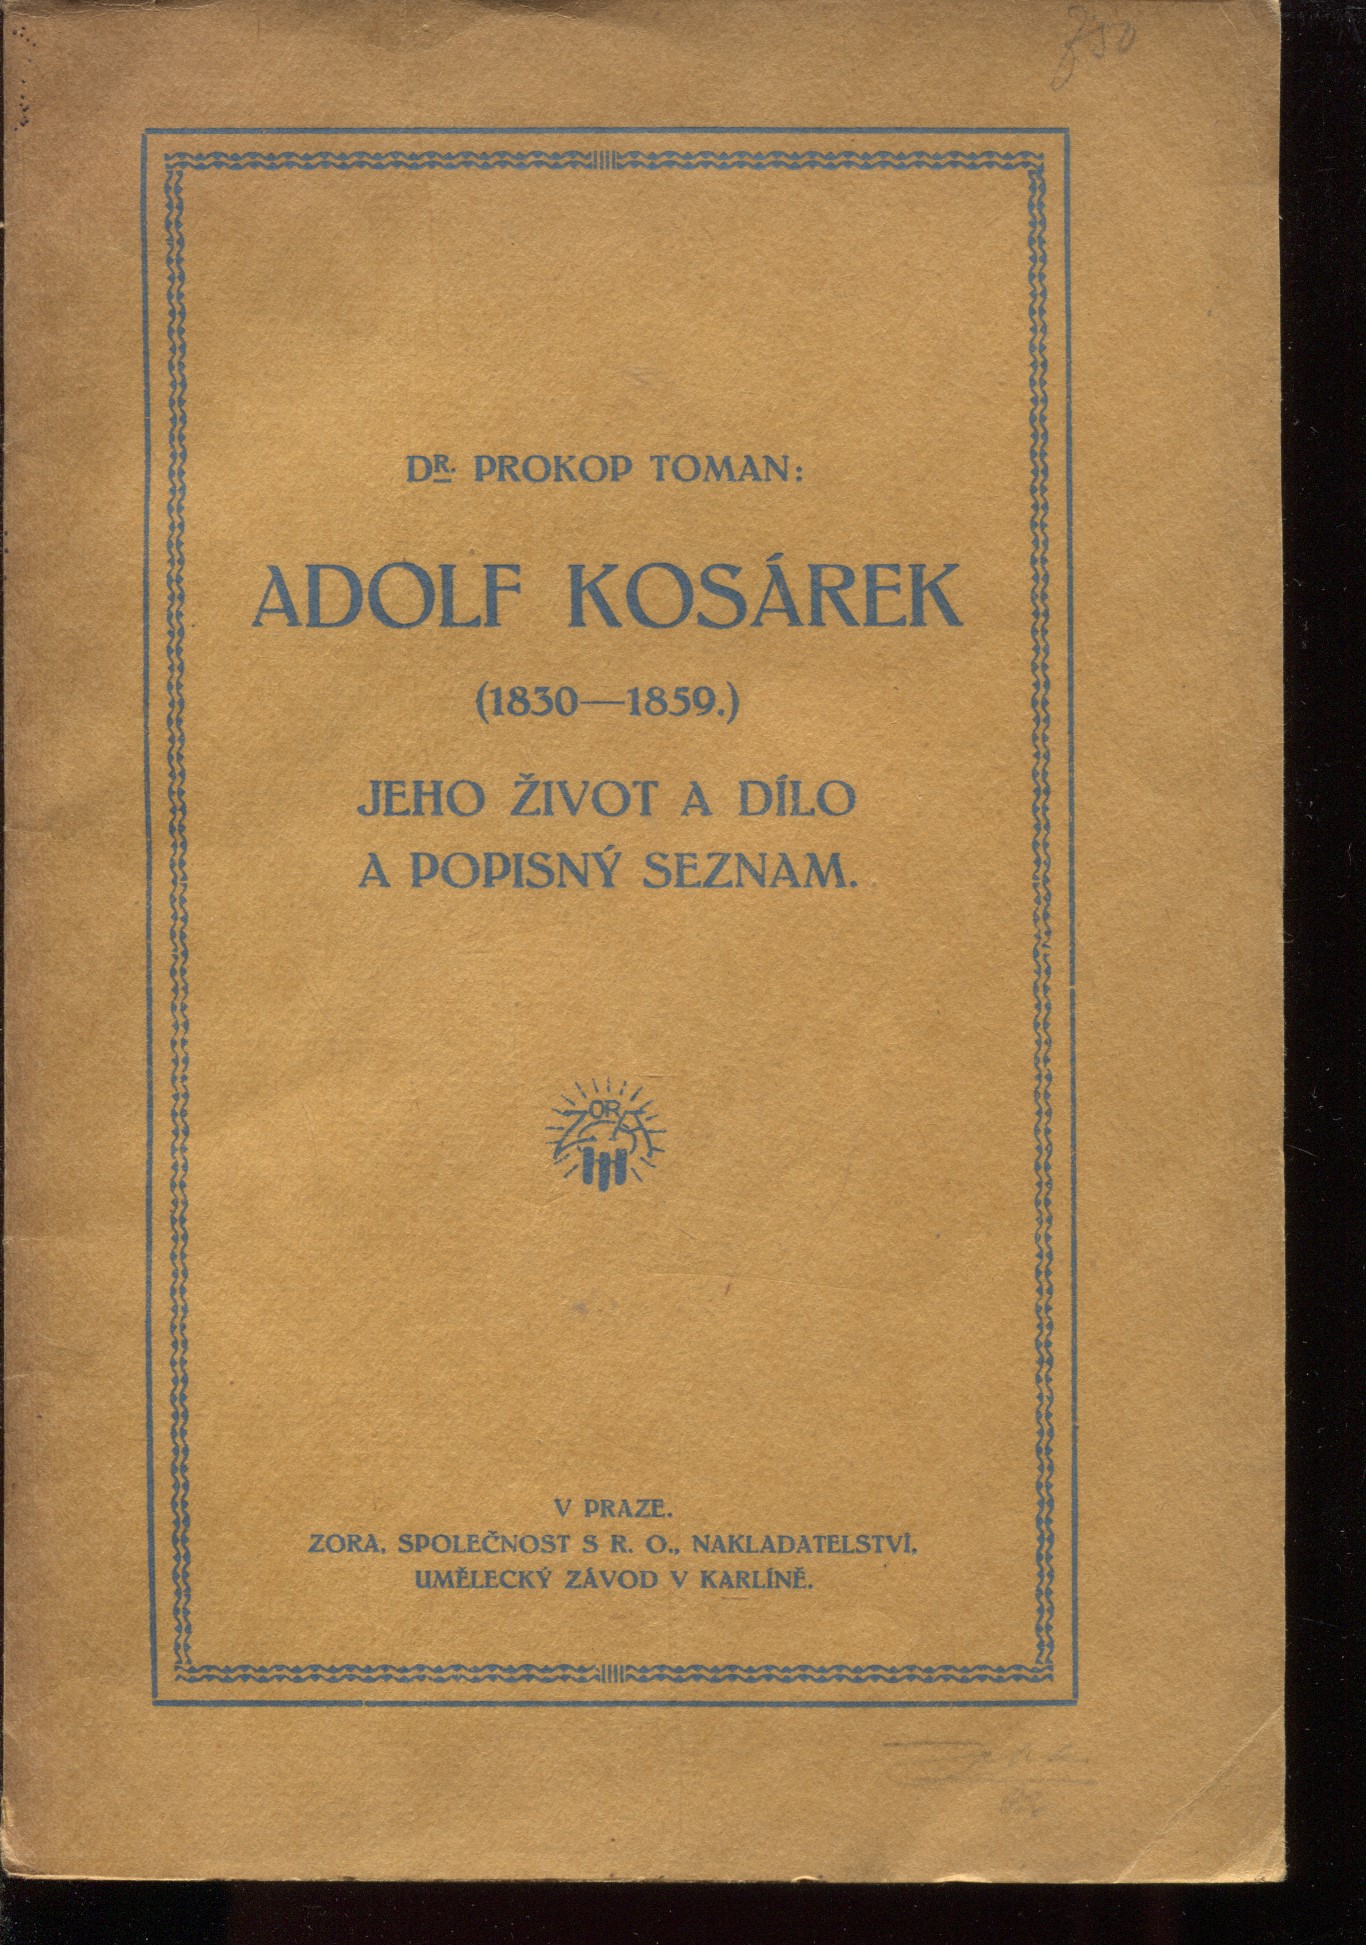 DR. PROKOP TOMAN:
ADOLF KOSÁREK
(1830—1859.)
JEHO ŽIVOT A DÍLO
A POPISNÝ SEZNAM.
ZORA
V PRAZE.
ZORA, SPOLEČNOST S R. O., NAKLADATELSTVÍ,
UMĚLECKÝ ZÁVOD V KARLÍNĚ.